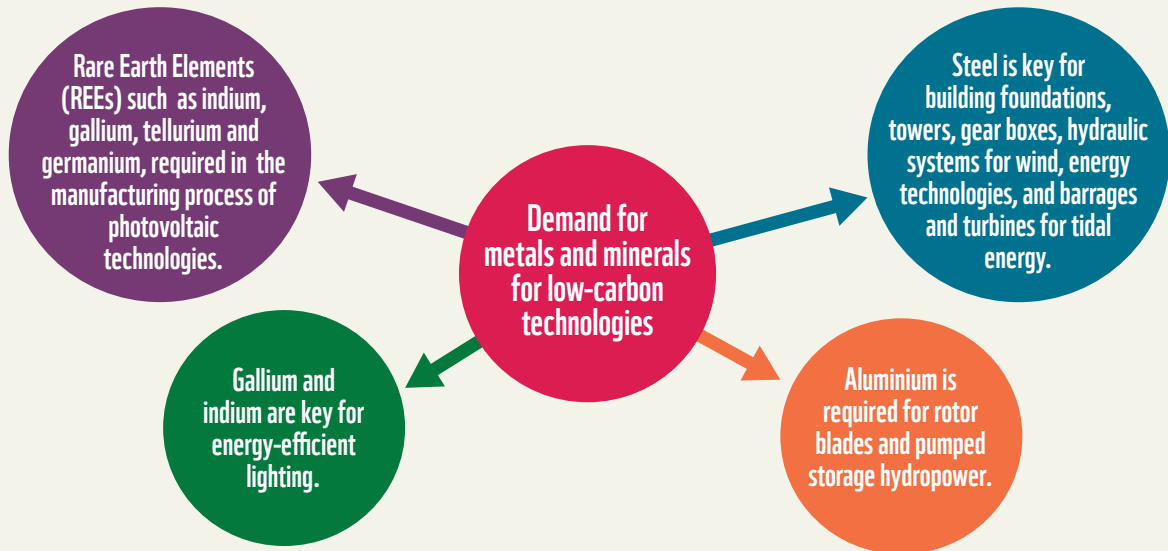 Rare Earth Elements
(REEs) such as indium,
gallium, tellurium and
germanium, required in the
manufacturing process of
photovoltaic
technologies.
Steel is key for
building foundations,
towers, gear boxes, hydraulic
systems for wind, energy
technologies, and barrages
and turbines for tidal
energy.
Demand for
metals and minerals
for low-carbon
technologies
Gallium and
indium are key for
energy-efficient
lighting.
Aluminium is
required for rotor
blades and pumped
storage hydropower.